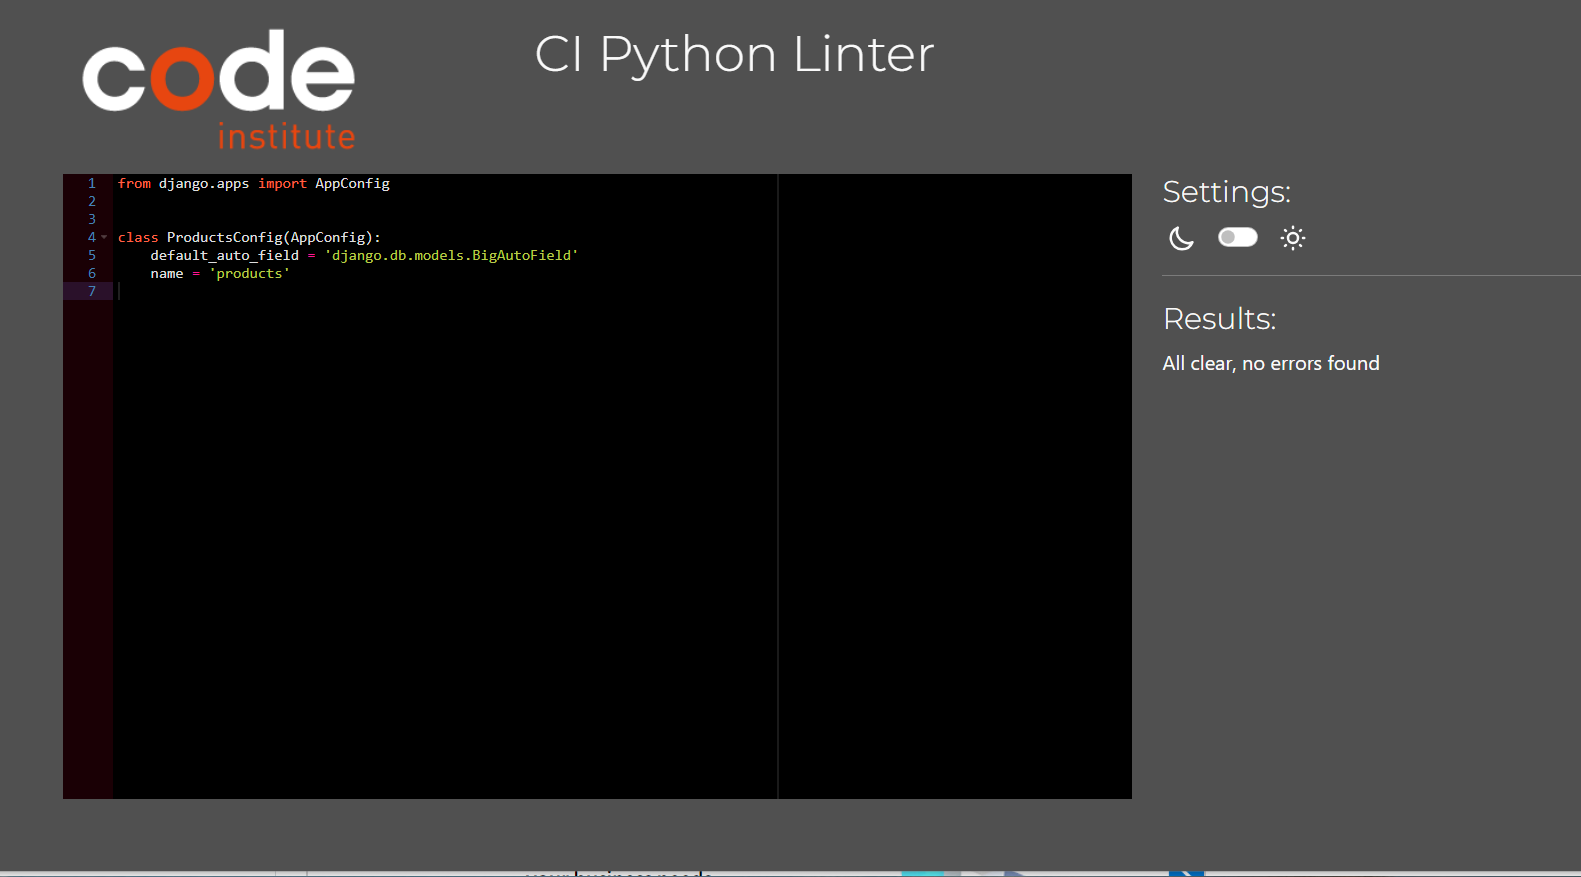 code
institute
CI Python Linter
1 from django.apps import AppConfig
2
3
4 class ProductsConfig(AppConfig):
5     default_auto_field = 'django.db.models.BigAutoField'
6     name = 'products'
7
Settings:
Results:
All clear, no errors found